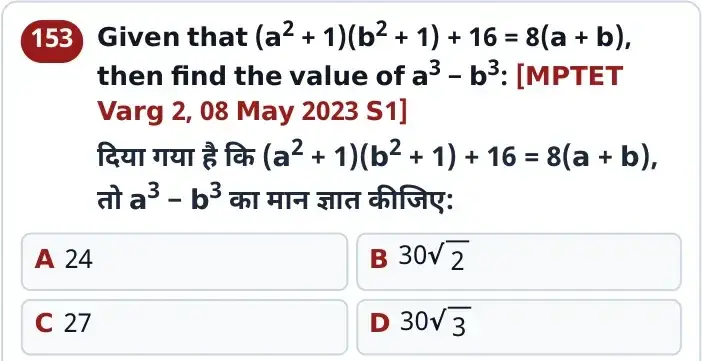 153 Given that (a² + 1)(b² + 1) + 16 = 8(a + b),
then find the value of a³ – b³: [MPTET
Varg 2, 08 May 2023 S1]
दिया गया है कि (a² + 1)(b² + 1) + 16 = 8(a + b),
तो a³ – b³ का मान ज्ञात कीजिए:
A 24
B 30√2
C 27
D 30√3